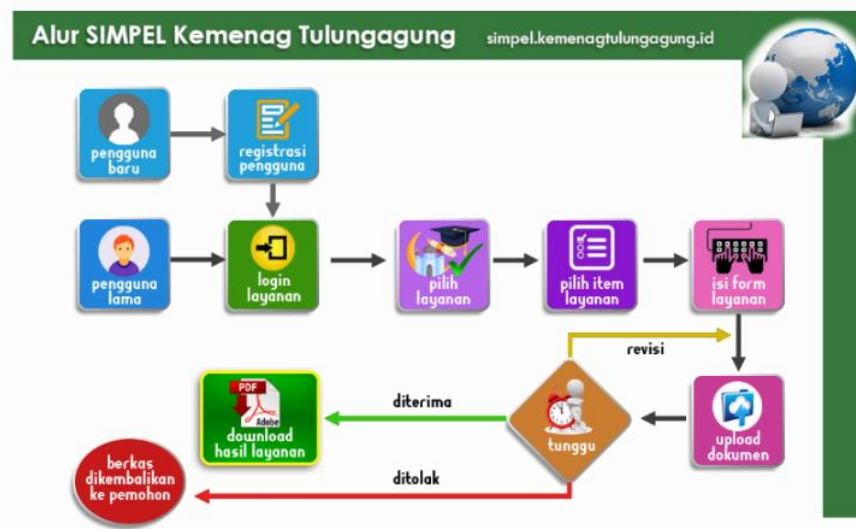 Alur SIMPEL Kemenag Tulungagung
simpel.kemenagtulungagung.id
pengguna
baru
registrasi
pengguna
pengguna
lama
login
layanan
pilih
layanan
pilih item
layanan
isi form
layanan
revisi
PDF
Adobe
download
hasil layanan
diterima
tunggu
upload
dokumen
berkas
dikembalikan
ke pemohon
ditolak